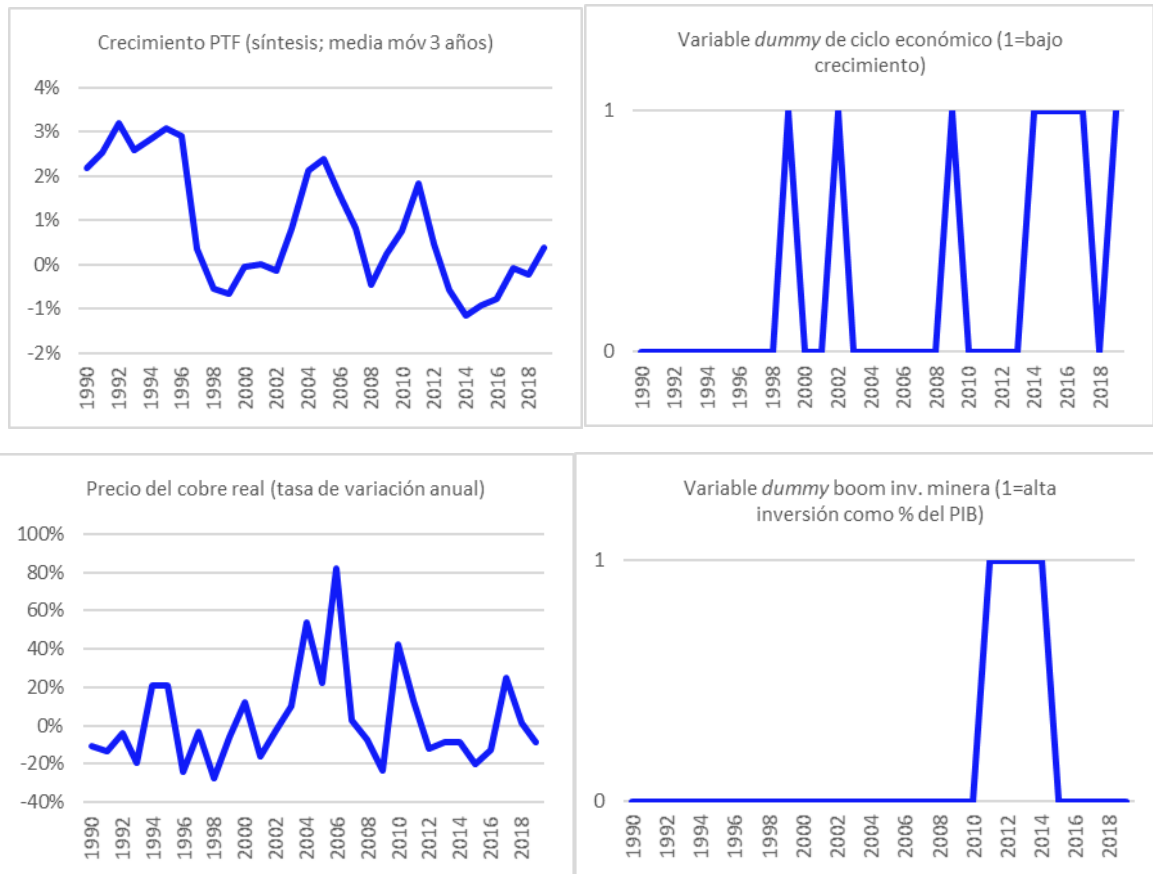 Crecimiento PTF (síntesis; media móv 3 años)
4%
3%
2%
1%
0%
-1%
-2%
1990 1992 1994 1996 1998 2000 2002 2004 2006 2008 2010 2012 2014 2016 2018
Variable dummy de ciclo económico (1=bajo
crecimiento)
1
0
1990 1992 1994 1996 1998 2000 2002 2004 2006 2008 2010 2012 2014 2016 2018
Precio del cobre real (tasa de variación anual)
100%
80%
60%
40%
20%
0%
-20%
-40%
1990 1992 1994 1996 1998 2000 2002 2004 2006 2008 2010 2012 2014 2016 2018
Variable dummy boom inv. minera (1=alta
inversión como % del PIB)
1
0
1990 1992 1994 1996 1998 2000 2002 2004 2006 2008 2010 2012 2014 2016 2018